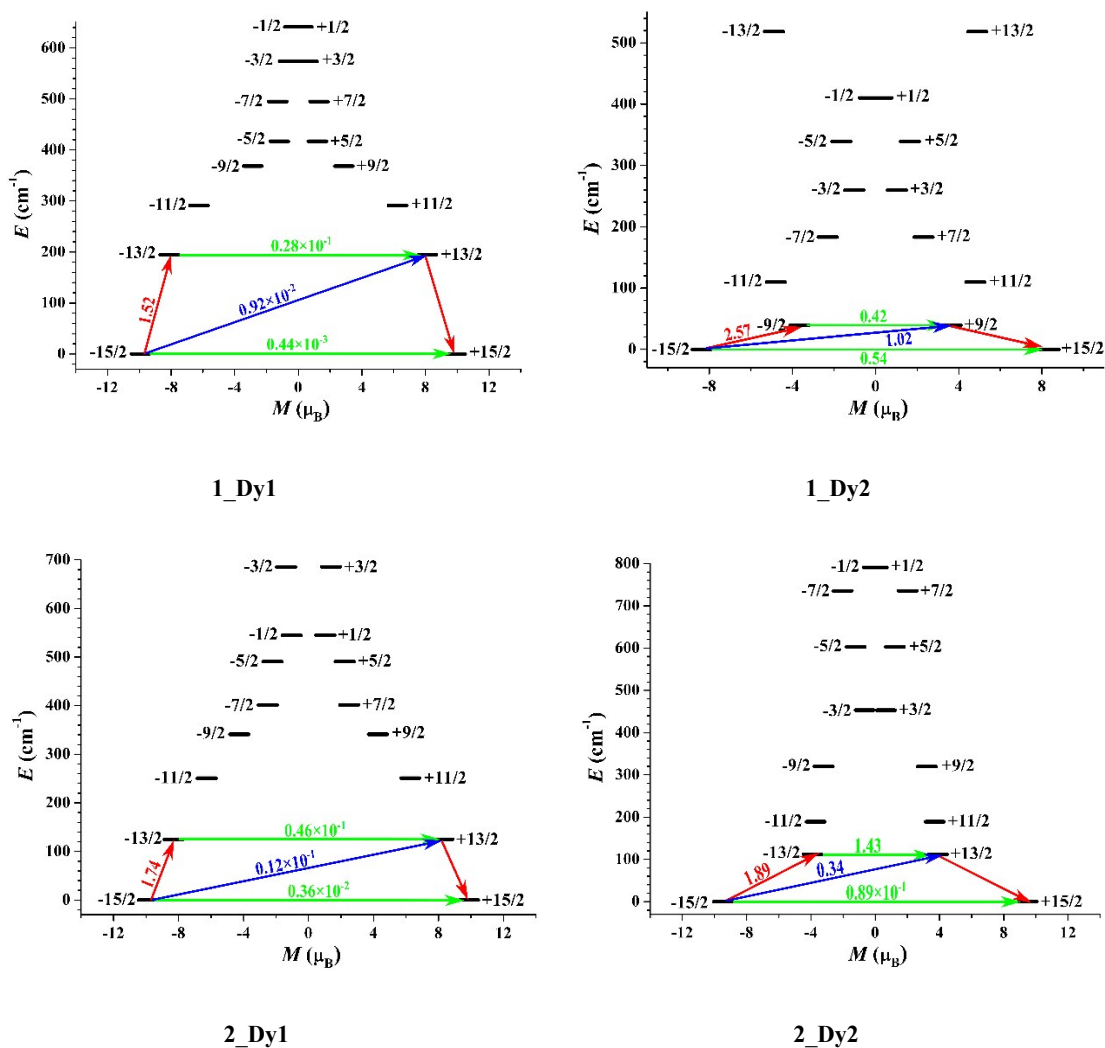 600
500
400
300
200
100
0
E (cm⁻¹)
-1/2 +1/2
-3/2 +3/2
-7/2 +7/2
-5/2 +5/2
-9/2 +9/2
-11/2 +11/2
-13/2 0.28×10⁻¹ +13/2
1.52 0.92×10⁻²
-15/2 0.44×10⁻³ +15/2
-12 -8 -4 0 4 8 12
M (μB)
1_Dy1
500
400
300
200
100
0
E (cm⁻¹)
-13/2 +13/2
-1/2 +1/2
-5/2 +5/2
-3/2 +3/2
-7/2 +7/2
-11/2 +11/2
-9/2 0.42 +9/2
2.57 1.02
-15/2 0.54 +15/2
-8 -4 0 4 8
M (μB)
1_Dy2
700
600
500
400
300
200
100
0
E (cm⁻¹)
-3/2 +3/2
-1/2 +1/2
-5/2 +5/2
-7/2 +7/2
-9/2 +9/2
-11/2 +11/2
-13/2 0.46×10⁻¹ +13/2
1.74 0.12×10⁻¹
-15/2 0.36×10⁻² +15/2
-12 -8 -4 0 4 8 12
M (μB)
2_Dy1
800
700
600
500
400
300
200
100
0
E (cm⁻¹)
-1/2 +1/2
-7/2 +7/2
-5/2 +5/2
-3/2 +3/2
-9/2 +9/2
-11/2 +11/2
-13/2 1.43 +13/2
1.89 0.34
-15/2 0.89×10⁻¹ +15/2
-12 -8 -4 0 4 8 12
M (μB)
2_Dy2